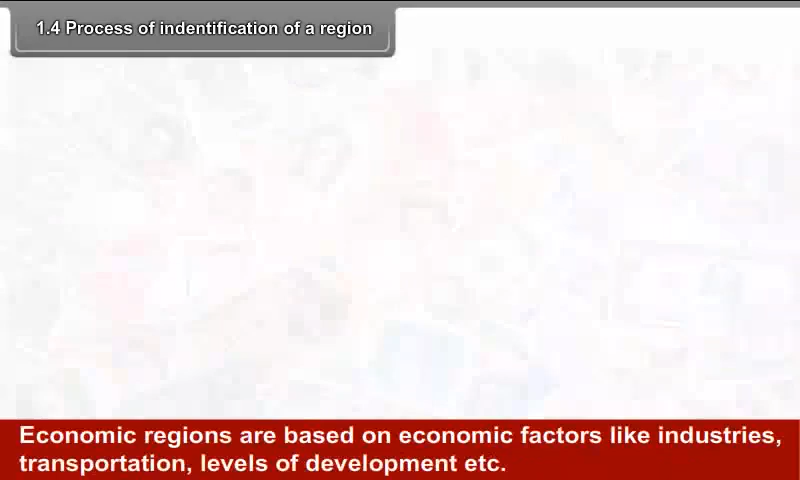 1.4 Process of indentification of a region
Economic regions are based on economic factors like industries,
transportation, levels of development etc.